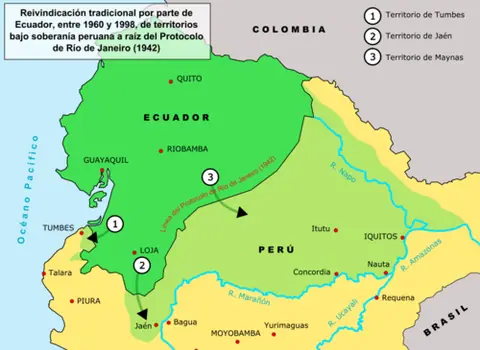 Reivindicación tradicional por parte de
Ecuador, entre 1960 y 1998, de territorios
bajo soberanía peruana a raíz del Protocolo
de Río de Janeiro (1942)
1 Territorio de Tumbes
2 Territorio de Jaén
3 Territorio de Maynas
COLOMBIA
QUITO
ECUADOR
Océano Pacífico
RIOBAMBA
GUAYAQUIL
3
Línea del Protocolo de Río de Janeiro (1942)
R. Napo
TUMBES
1
LOJA
2
PERÚ
Itutu
IQUITOS
R. Amazonas
Talara
Concordia
Nauta
PIURA
R. Marañón
R. Ucayali
Requena
Jaén
Bagua
MOYOBAMBA
Yurimaguas
BRASIL